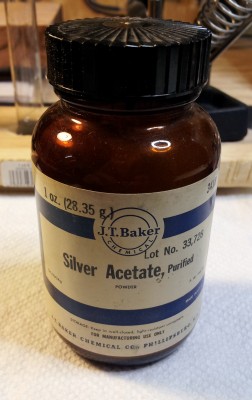 1 oz. (28.35 g.)
J.T.Baker
CHEMICAL
Lot No. 33,725
Silver Acetate, Purified
POWDER
FOR MANUFACTURING USE ONLY
BAKER CHEMICAL CO., PHILLIPSBURG